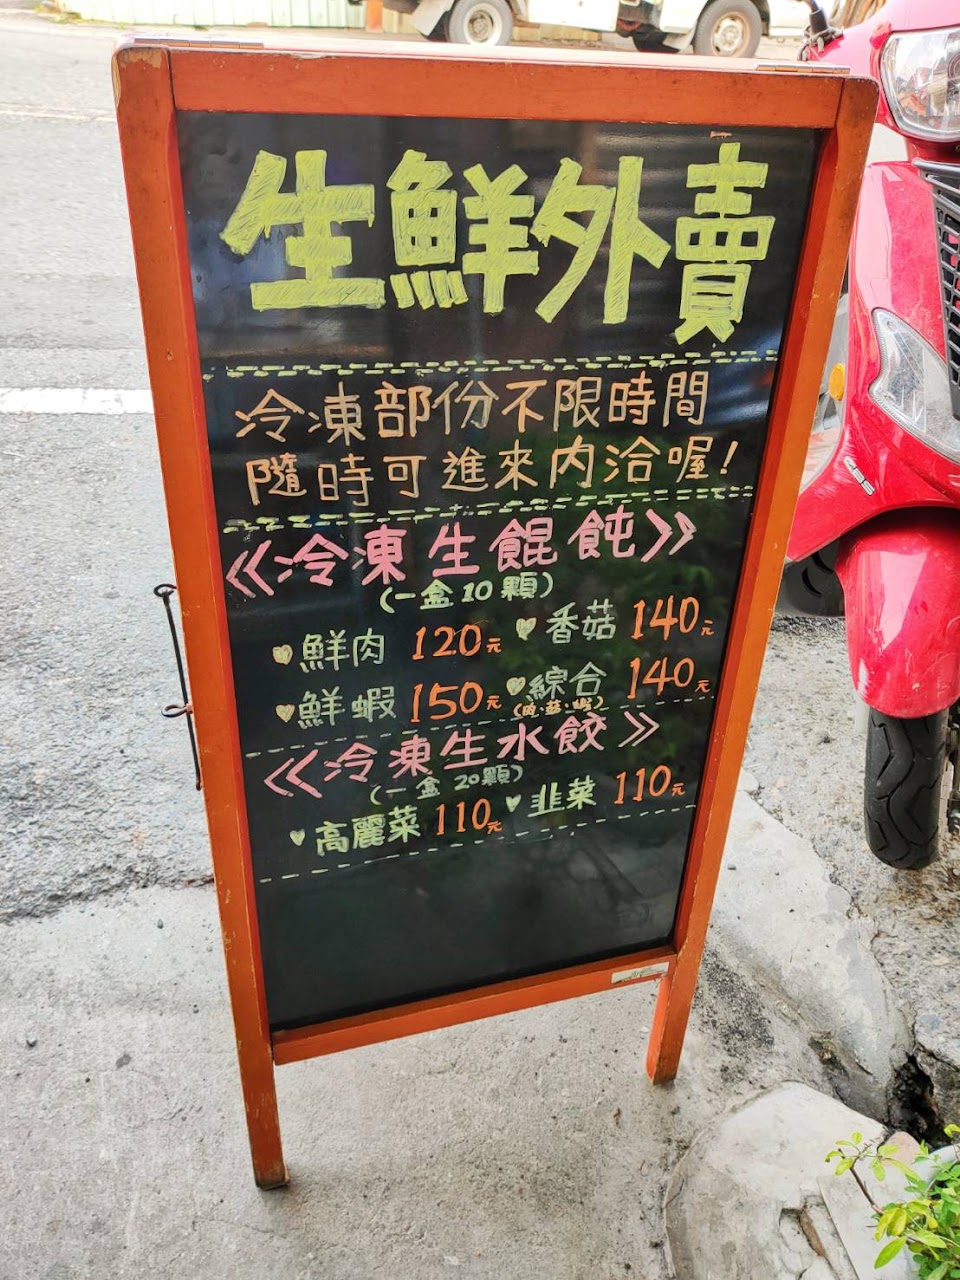 生鮮外賣
冷凍部份不限時間
隨時可進來內洽喔!
《冷凍生餛飩》
(一盒10顆)
鮮肉 120元 香菇 140元
鮮蝦 150元 綜合 140元
(肉.菇.蝦)
《冷凍生水餃》
(一盒 20顆)
高麗菜 110元 韭菜 110元